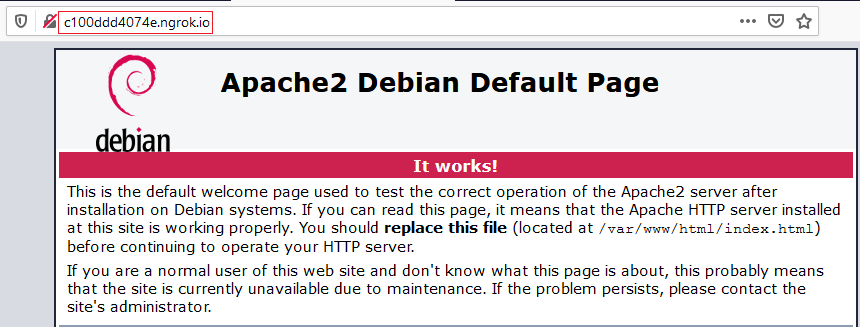 c100ddd4074e.ngrok.io
Apache2 Debian Default Page
debian
It works!
This is the default welcome page used to test the correct operation of the Apache2 server after
installation on Debian systems. If you can read this page, it means that the Apache HTTP server installed
at this site is working properly. You should replace this file (located at /var/www/html/index.html)
before continuing to operate your HTTP server.
If you are a normal user of this web site and don't know what this page is about, this probably means
that the site is currently unavailable due to maintenance. If the problem persists, please contact the
site's administrator.